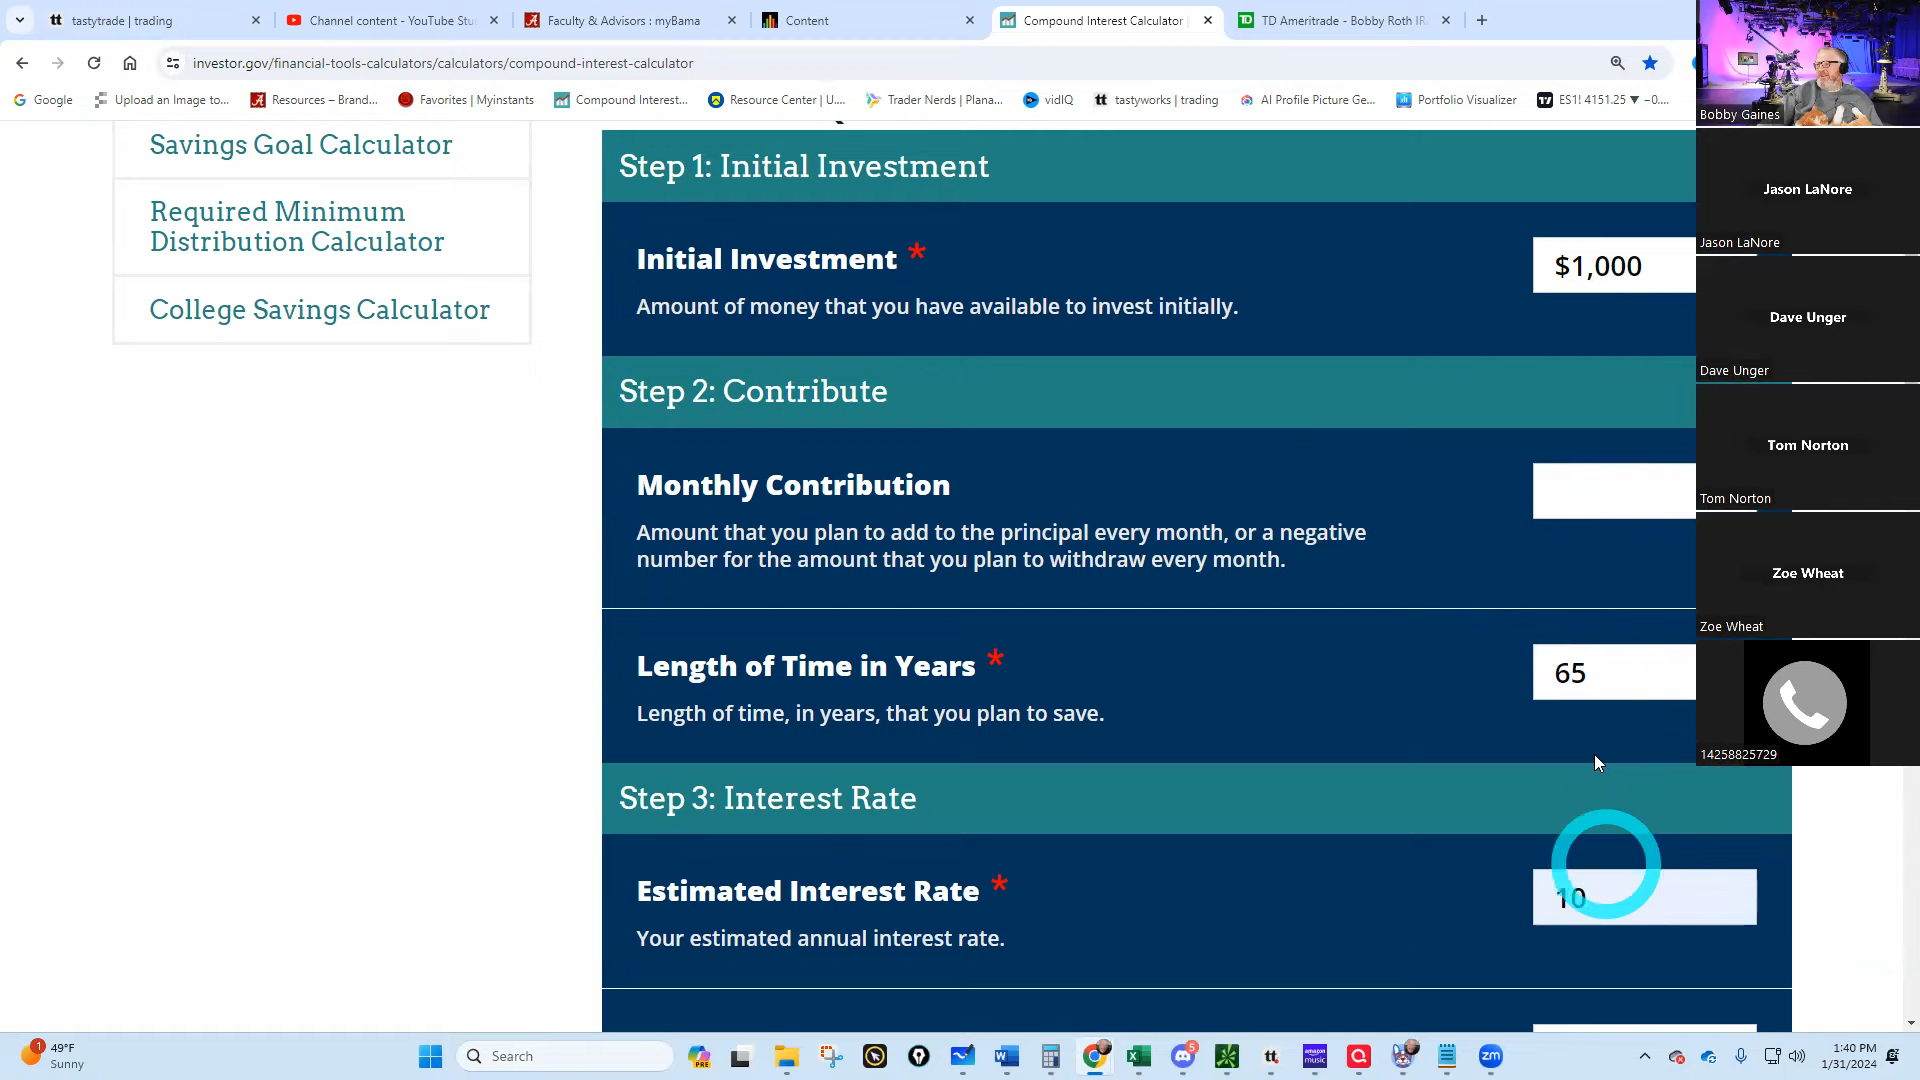 tastytrade | trading
Channel content - YouTube Stu
Faculty & Advisors : myBama
Content
Compound Interest Calculator
TD Ameritrade - Bobby Roth IR
investor.gov/financial-tools-calculators/calculators/compound-interest-calculator
Google
Upload an Image to...
Resources – Brand...
Favorites | Myinstants
Compound Interest...
Resource Center | U....
Trader Nerds | Plana...
vidIQ
tastyworks | trading
AI Profile Picture Ge...
Portfolio Visualizer
ES1! 4151.25 ▼ −0....
Savings Goal Calculator
Required Minimum
Distribution Calculator
College Savings Calculator
Step 1: Initial Investment
Initial Investment *
$1,000
Amount of money that you have available to invest initially.
Step 2: Contribute
Monthly Contribution
Amount that you plan to add to the principal every month, or a negative
number for the amount that you plan to withdraw every month.
Length of Time in Years *
65
Length of time, in years, that you plan to save.
Step 3: Interest Rate
Estimated Interest Rate *
10
Your estimated annual interest rate.
Bobby Gaines
Jason LaNore
Jason LaNore
Dave Unger
Dave Unger
Tom Norton
Tom Norton
Zoe Wheat
Zoe Wheat
14258825729
1
49°F
Sunny
Search
PRE
5
tt
amazon
music
zm
1:40 PM
1/31/2024